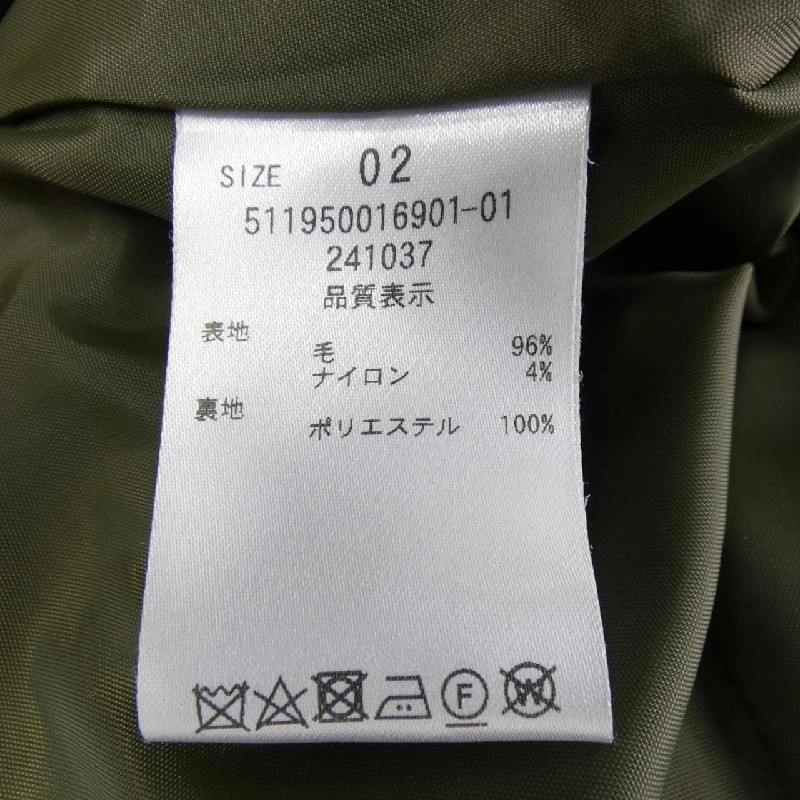 SIZE 02
511950016901-01
241037
品質表示
表地
毛 96%
ナイロン 4%
裏地
ポリエステル 100%
F W